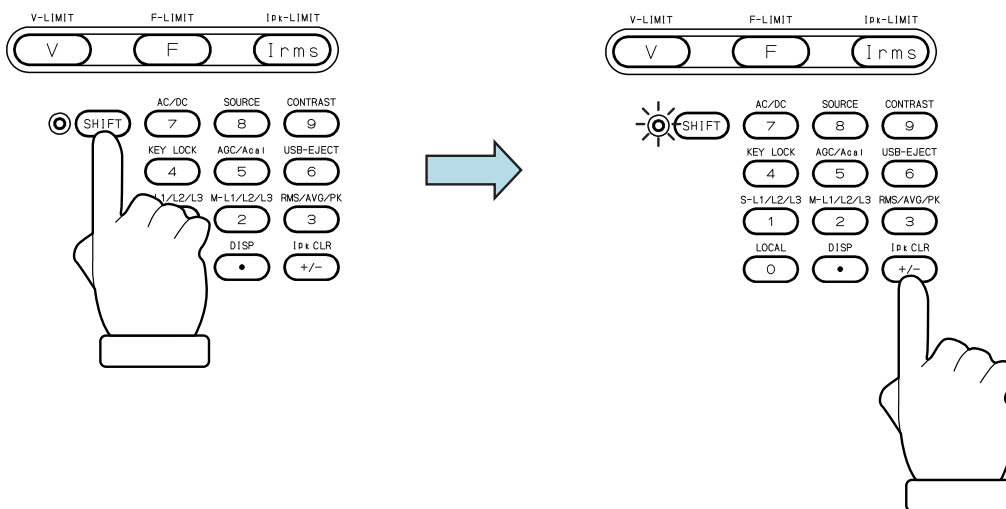 V-LIMIT F-LIMIT Ipk-LIMIT
V F Irms
AC/DC SOURCE CONTRAST
SHIFT 7 8 9
KEY LOCK AGC/Acal USB-EJECT
4 5 6
L1/L2/L3 M-L1/L2/L3 RMS/AVG/PK
2 3
DISP Ipk CLR
• +/-
V-LIMIT F-LIMIT Ipk-LIMIT
V F Irms
AC/DC SOURCE CONTRAST
SHIFT 7 8 9
KEY LOCK AGC/Acal USB-EJECT
4 5 6
S-L1/L2/L3 M-L1/L2/L3 RMS/AVG/PK
1 2 3
LOCAL DISP Ipk CLR
0 • +/-